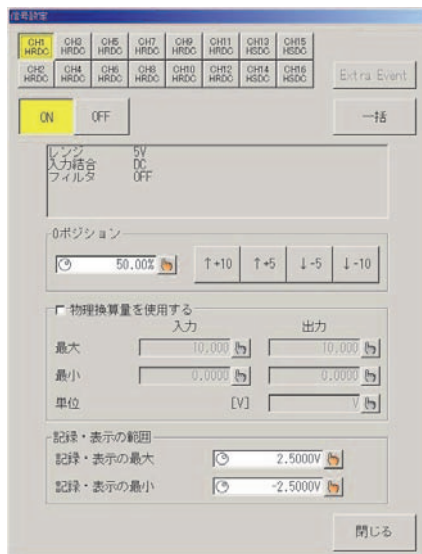 信号設定
CH1 CH3 CH5 CH7 CH9 CH11 CH13 CH15
HRDC HRDC HRDC HRDC HRDC HRDC HSDC HSDC
CH2 CH4 CH6 CH8 CH10 CH12 CH14 CH16
HRDC HRDC HRDC HRDC HRDC HRDC HSDC HSDC
Extra Event
ON OFF 一括
レンジ 5V
入力結合 DC
フィルタ OFF
0ポジション
50.00% ↑+10 ↑+5 ↓-5 ↓-10
物理換算量を使用する
入力 出力
最大 10.000 10.000
最小 0.0000 0.0000
単位 [V] V
記録・表示の範囲
記録・表示の最大 2.5000V
記録・表示の最小 -2.5000V
閉じる